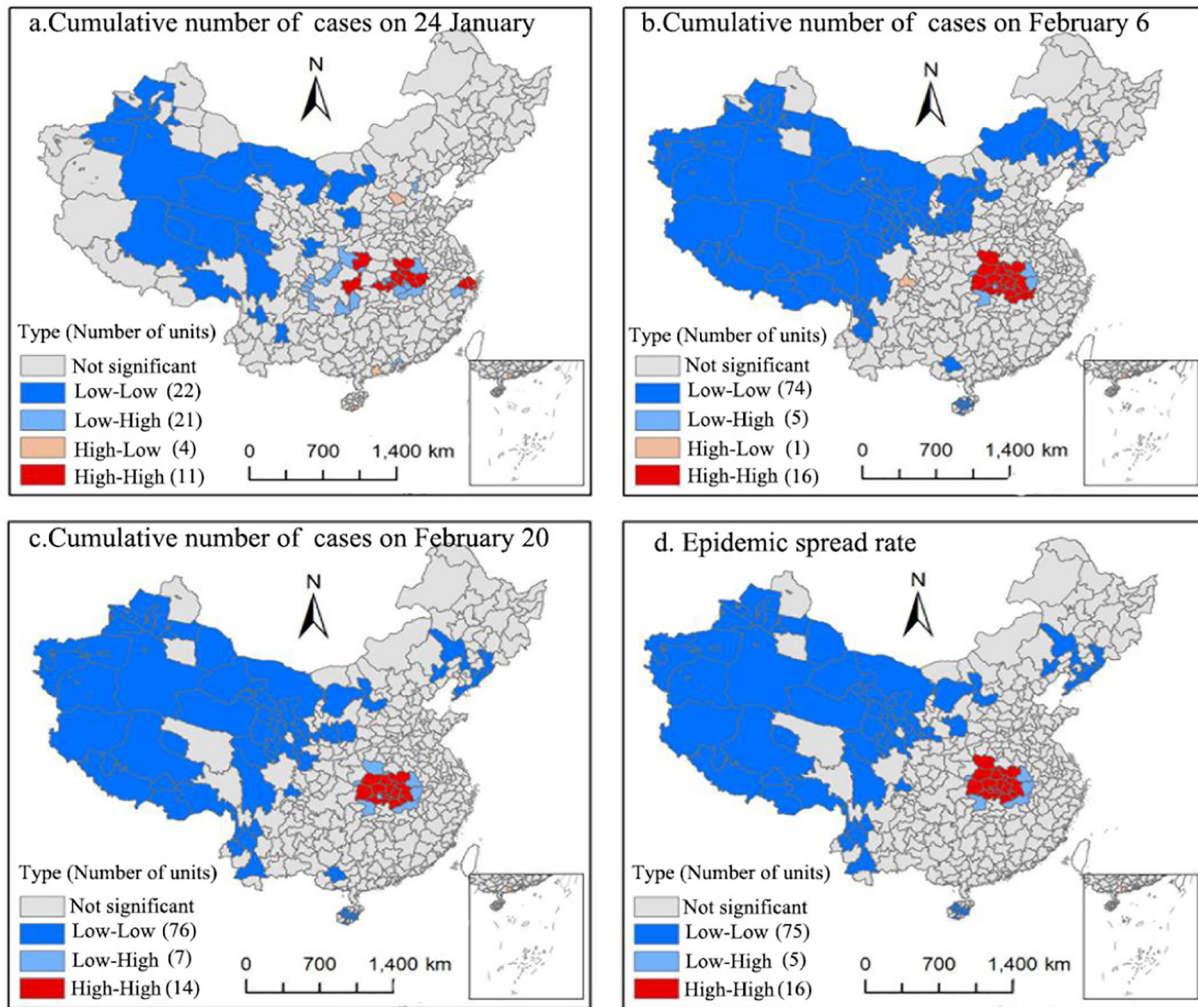 a.Cumulative number of cases on 24 January
N
Type (Number of units)
Not significant
Low-Low (22)
Low-High (21)
High-Low (4)
High-High (11)
0 700 1,400 km
b.Cumulative number of cases on February 6
N
Type (Number of units)
Not significant
Low-Low (74)
Low-High (5)
High-Low (1)
High-High (16)
0 700 1,400 km
c.Cumulative number of cases on February 20
N
Type (Number of units)
Not significant
Low-Low (76)
Low-High (7)
High-High (14)
0 700 1,400 km
d. Epidemic spread rate
N
Type (Number of units)
Not significant
Low-Low (75)
Low-High (5)
High-High (16)
0 700 1,400 km